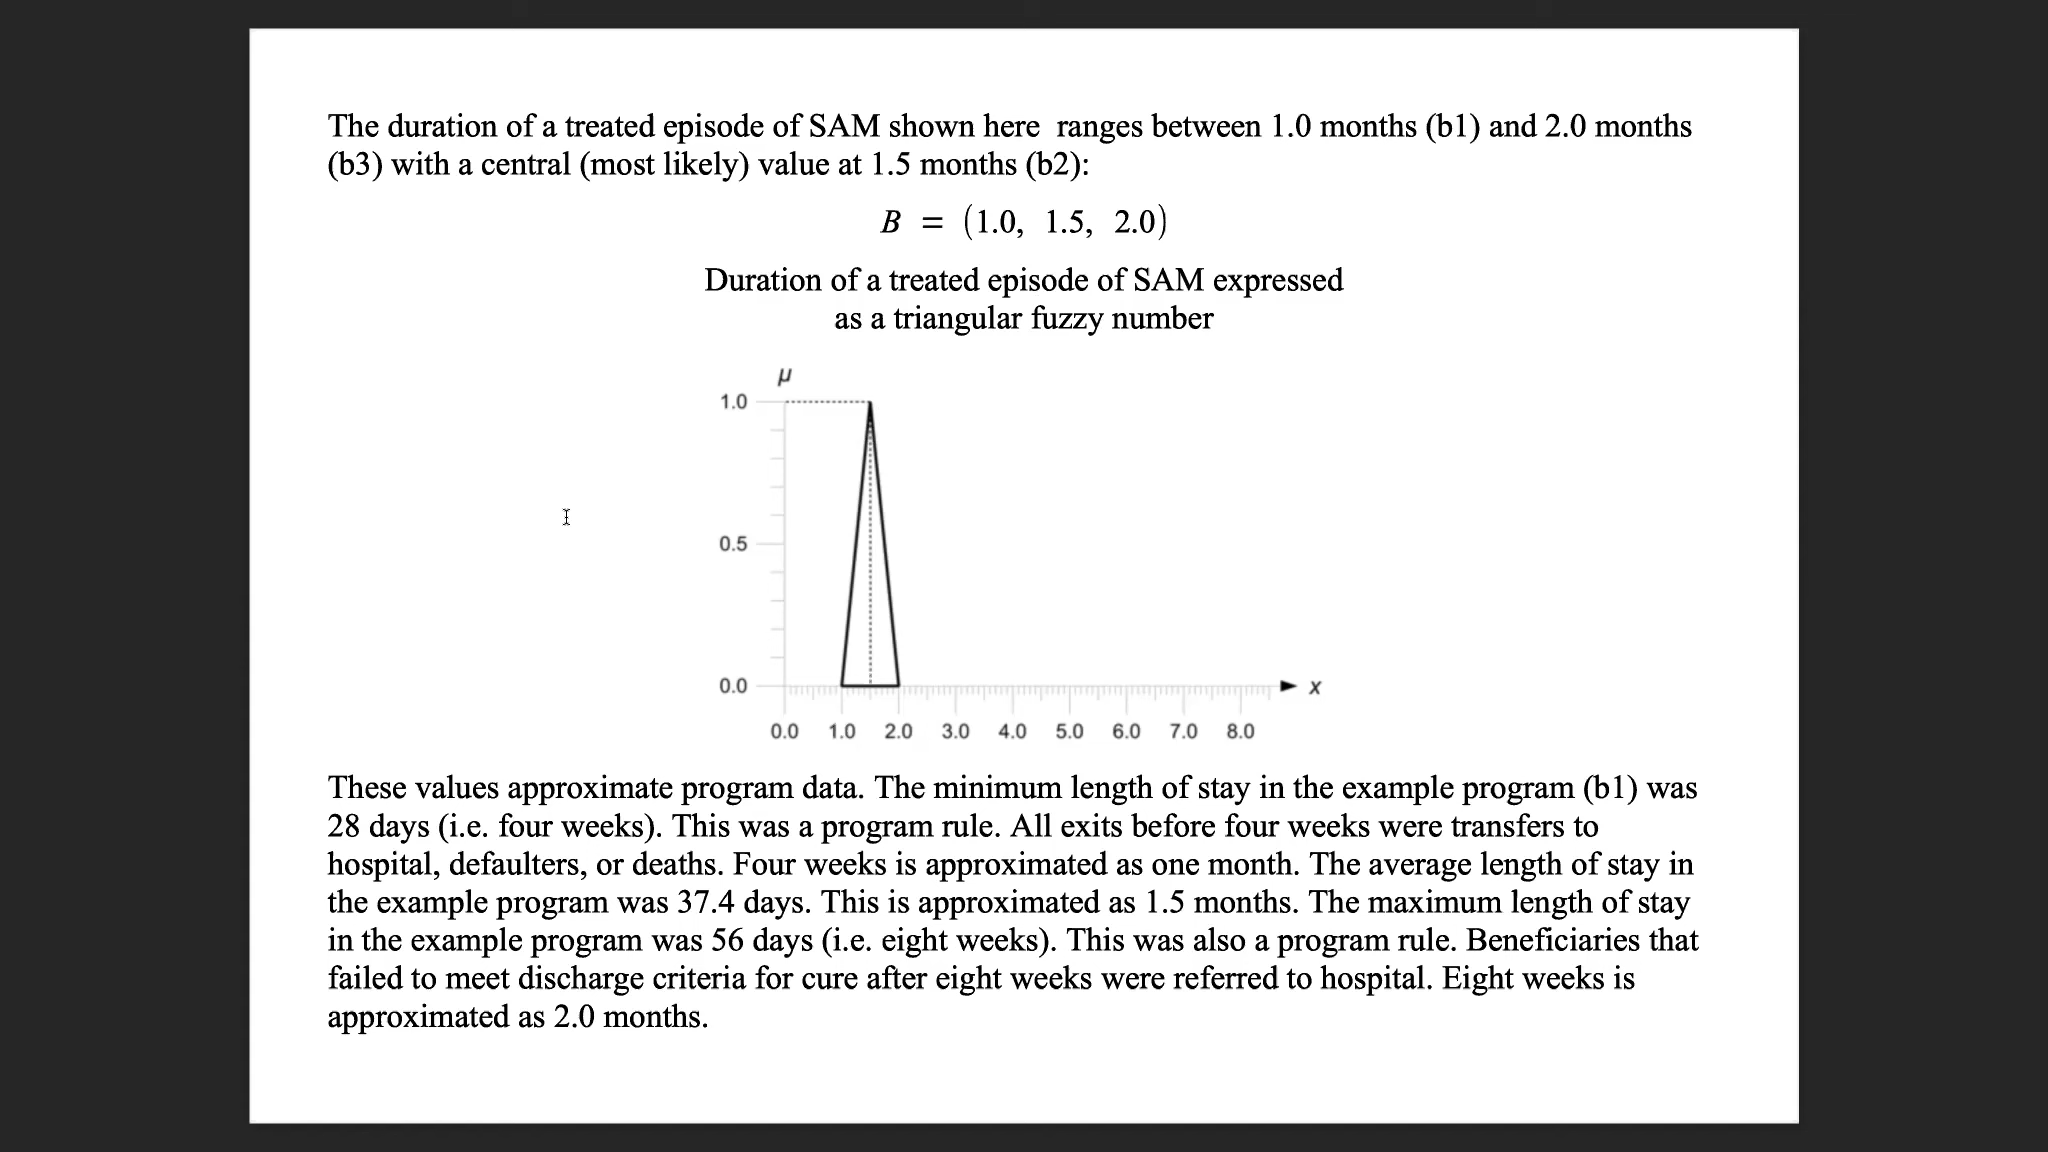 The duration of a treated episode of SAM shown here ranges between 1.0 months (b1) and 2.0 months
(b3) with a central (most likely) value at 1.5 months (b2):
B = (1.0, 1.5, 2.0)
Duration of a treated episode of SAM expressed
as a triangular fuzzy number
μ
1.0
0.5
0.0
x
0.0 1.0 2.0 3.0 4.0 5.0 6.0 7.0 8.0
These values approximate program data. The minimum length of stay in the example program (b1) was
28 days (i.e. four weeks). This was a program rule. All exits before four weeks were transfers to
hospital, defaulters, or deaths. Four weeks is approximated as one month. The average length of stay in
the example program was 37.4 days. This is approximated as 1.5 months. The maximum length of stay
in the example program was 56 days (i.e. eight weeks). This was also a program rule. Beneficiaries that
failed to meet discharge criteria for cure after eight weeks were referred to hospital. Eight weeks is
approximated as 2.0 months.